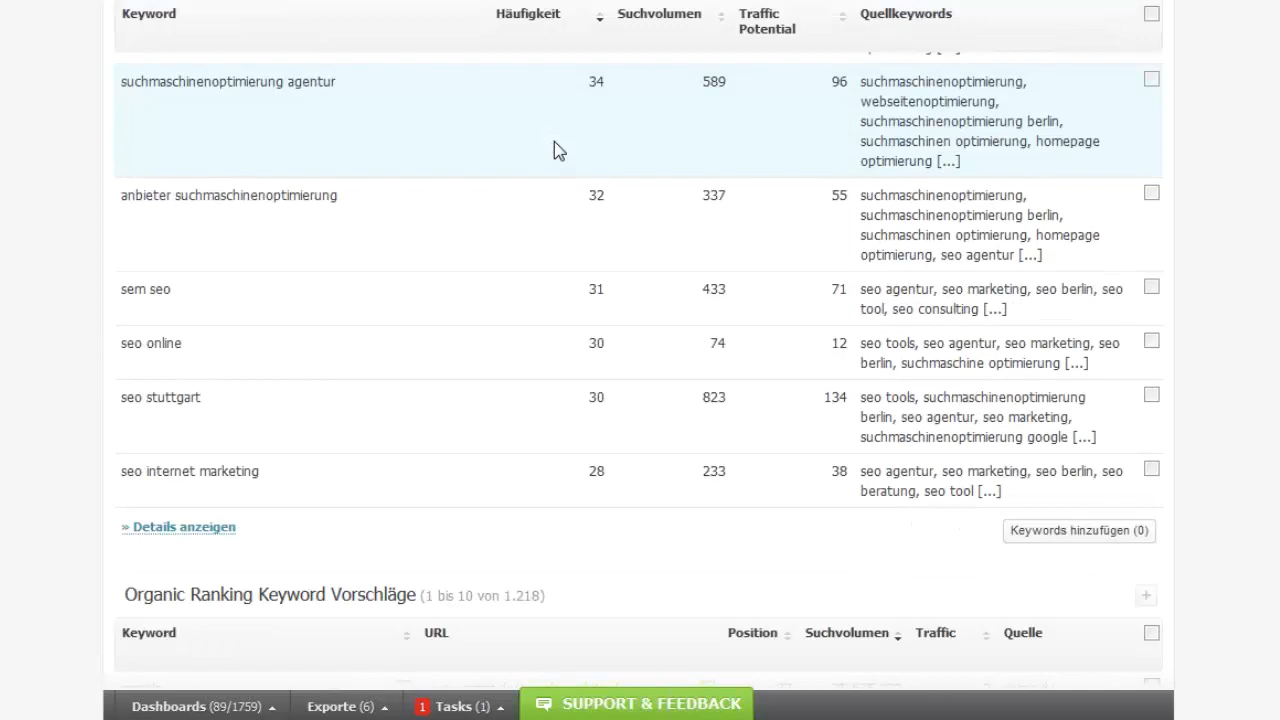 Keyword Häufigkeit Suchvolumen Traffic Potential Quellkeywords
suchmaschinenoptimierung agentur 34 589 96 suchmaschinenoptimierung,
webseitenoptimierung,
suchmaschinenoptimierung berlin,
suchmaschinen optimierung, homepage
optimierung [...]
anbieter suchmaschinenoptimierung 32 337 55 suchmaschinenoptimierung,
suchmaschinenoptimierung berlin,
suchmaschinen optimierung, homepage
optimierung, seo agentur [...]
sem seo 31 433 71 seo agentur, seo marketing, seo berlin, seo
tool, seo consulting [...]
seo online 30 74 12 seo tools, seo agentur, seo marketing, seo
berlin, suchmaschine optimierung [...]
seo stuttgart 30 823 134 seo tools, suchmaschinenoptimierung
berlin, seo agentur, seo marketing,
suchmaschinenoptimierung google [...]
seo internet marketing 28 233 38 seo agentur, seo marketing, seo berlin, seo
beratung, seo tool [...]
» Details anzeigen Keywords hinzufügen (0)
Organic Ranking Keyword Vorschläge (1 bis 10 von 1.218) +
Keyword URL Position Suchvolumen Traffic Quelle
Dashboards (89/1759) Exporte (6) 1 Tasks (1) SUPPORT & FEEDBACK